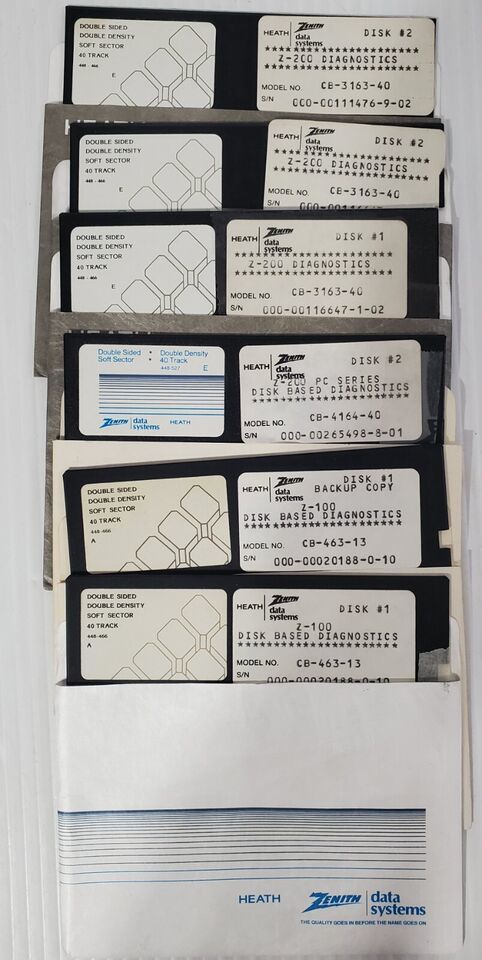 DOUBLE SIDED
DOUBLE DENSITY
SOFT SECTOR
40 TRACK
448-466
E
HEATH ZENITH data systems DISK #2
********************
Z-200 DIAGNOSTICS
********************
MODEL NO. CB-3163-40
S/N 000-00111476-9-02
DOUBLE SIDED
DOUBLE DENSITY
SOFT SECTOR
40 TRACK
448-466
E
HEATH ZENITH data systems DISK #2
********************
Z-200 DIAGNOSTICS
********************
MODEL NO. CB-3163-40
S/N
DOUBLE SIDED
DOUBLE DENSITY
SOFT SECTOR
40 TRACK
448-466
E
HEATH ZENITH data systems DISK #1
********************
Z-200 DIAGNOSTICS
********************
MODEL NO. CB-3163-40
S/N 000-00116647-1-02
Double Sided • Double Density
Soft Sector • 40 Track
448-527 E
ZENITH data systems HEATH
HEATH ZENITH data systems DISK #2
Z-200 PC SERIES
DISK BASED DIAGNOSTICS
********************
MODEL NO. CB-4164-40
S/N 000-00265498-8-01
DOUBLE SIDED
DOUBLE DENSITY
SOFT SECTOR
40 TRACK
448-466
A
HEATH ZENITH data systems DISK #1
BACKUP COPY
Z-100
DISK BASED DIAGNOSTICS
********************
MODEL NO. CB-463-13
S/N 000-00020188-0-10
DOUBLE SIDED
DOUBLE DENSITY
SOFT SECTOR
40 TRACK
448-466
A
HEATH ZENITH data systems DISK #1
Z-100
DISK BASED DIAGNOSTICS
********************
MODEL NO. CB-463-13
S/N 000-00020188-0-10
HEATH ZENITH data systems
THE QUALITY GOES IN BEFORE THE NAME GOES ON